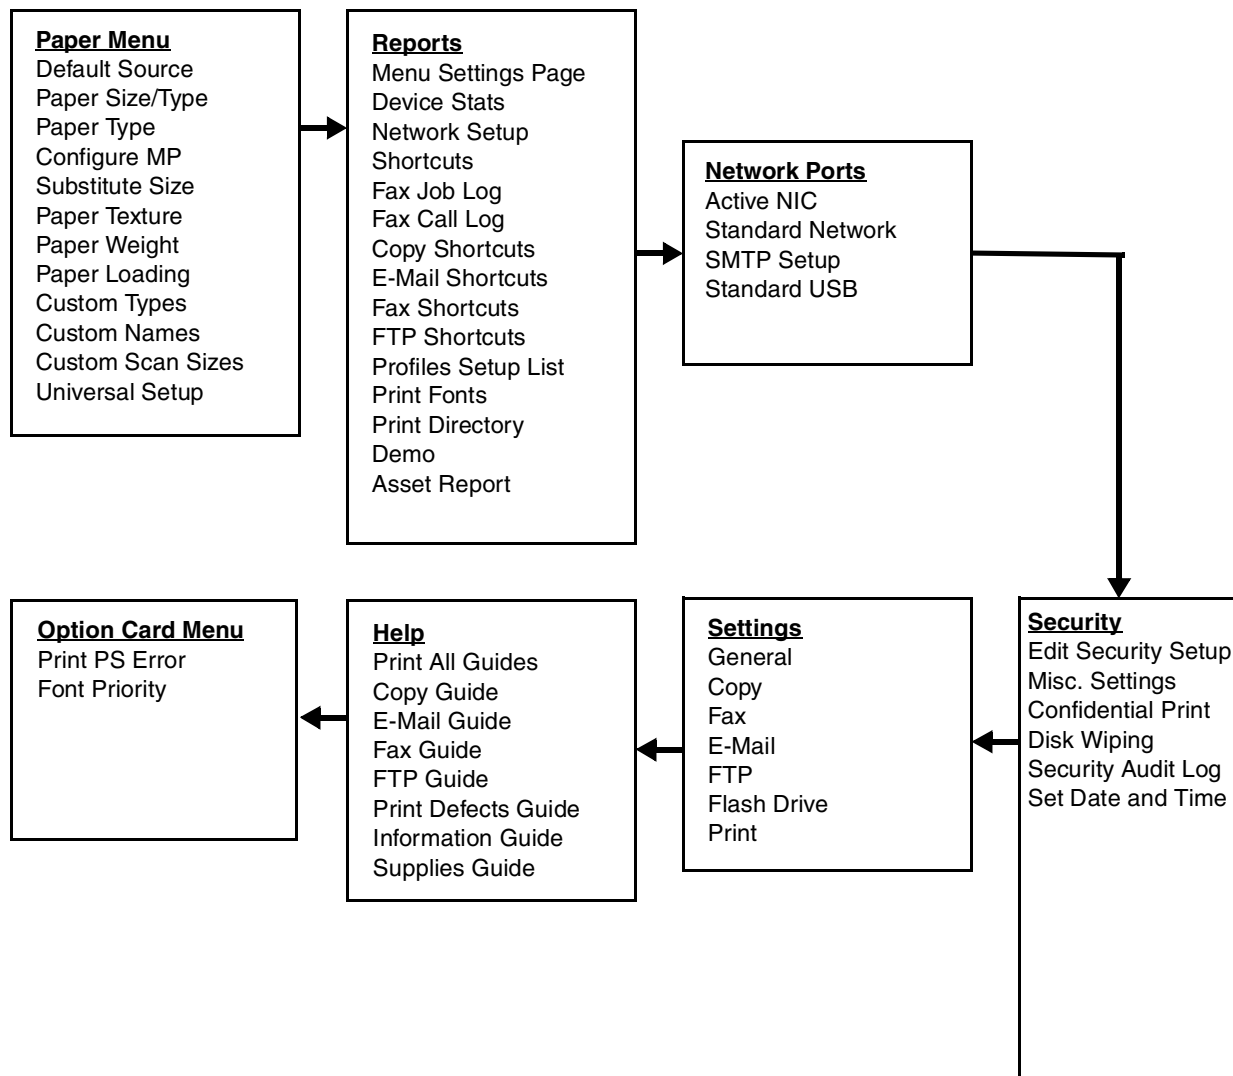 Paper Menu
Default Source
Paper Size/Type
Paper Type
Configure MP
Substitute Size
Paper Texture
Paper Weight
Paper Loading
Custom Types
Custom Names
Custom Scan Sizes
Universal Setup
Reports
Menu Settings Page
Device Stats
Network Setup
Shortcuts
Fax Job Log
Fax Call Log
Copy Shortcuts
E-Mail Shortcuts
Fax Shortcuts
FTP Shortcuts
Profiles Setup List
Print Fonts
Print Directory
Demo
Asset Report
Network Ports
Active NIC
Standard Network
SMTP Setup
Standard USB
Security
Edit Security Setup
Misc. Settings
Confidential Print
Disk Wiping
Security Audit Log
Set Date and Time
Settings
General
Copy
Fax
E-Mail
FTP
Flash Drive
Print
Help
Print All Guides
Copy Guide
E-Mail Guide
Fax Guide
FTP Guide
Print Defects Guide
Information Guide
Supplies Guide
Option Card Menu
Print PS Error
Font Priority